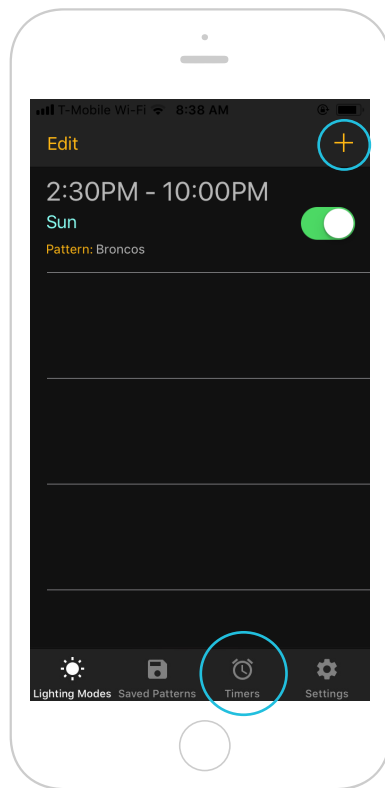 T-Mobile Wi-Fi 8:38 AM
Edit +
2:30PM - 10:00PM
Sun
Pattern: Broncos
Lighting Modes Saved Patterns Timers Settings